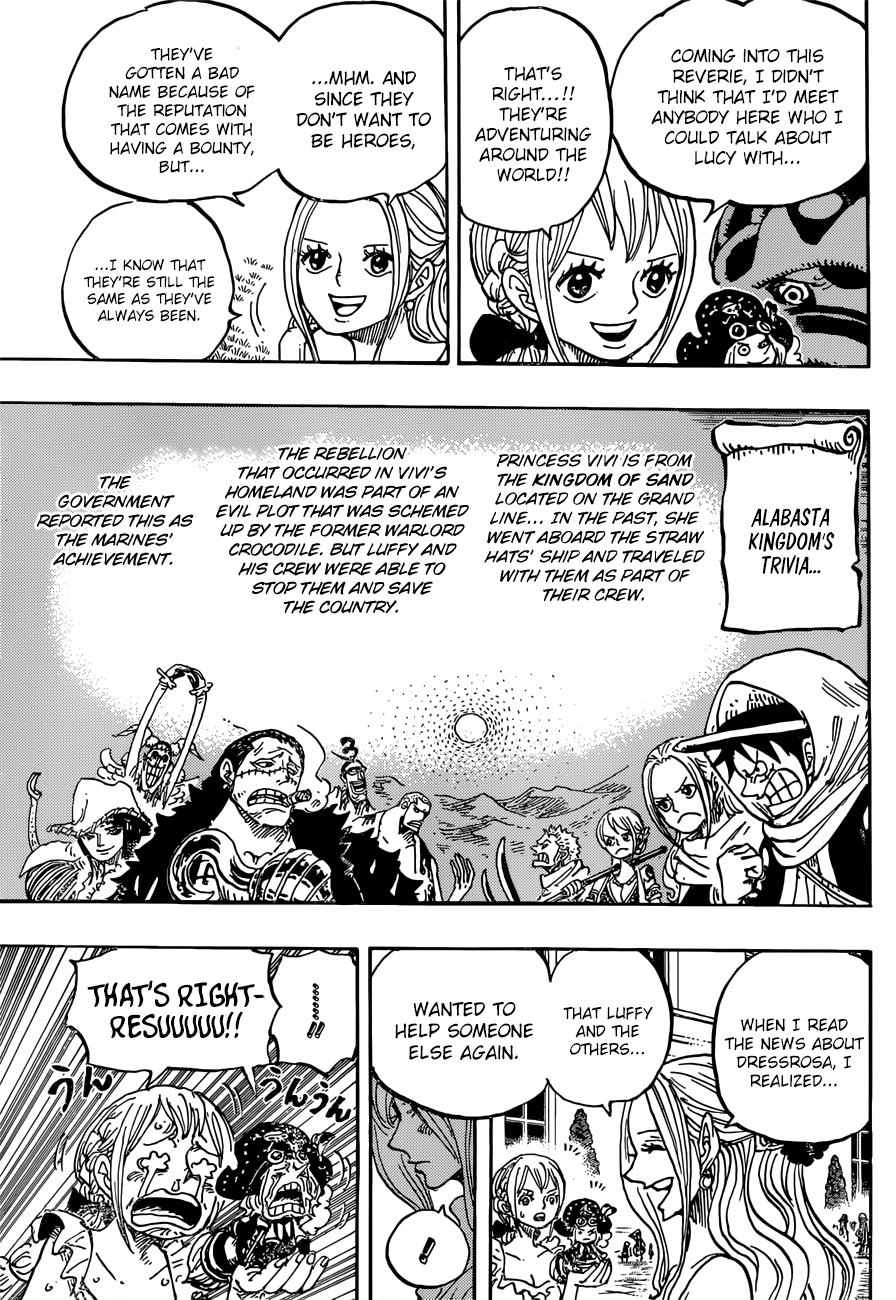 COMING INTO THIS
REVERIE, I DIDN'T
THINK THAT I'D MEET
ANYBODY HERE WHO I
COULD TALK ABOUT
LUCY WITH...
THAT'S
RIGHT...!!
THEY'RE
ADVENTURING
AROUND THE
WORLD!!
...MHM. AND
SINCE THEY
DON'T WANT TO
BE HEROES,
THEY'VE
GOTTEN A BAD
NAME BECAUSE OF
THE REPUTATION
THAT COMES WITH
HAVING A BOUNTY,
BUT...
...I KNOW THAT
THEY'RE STILL THE
SAME AS THEY'VE
ALWAYS BEEN.
ALABASTA
KINGDOM'S
TRIVIA...
PRINCESS VIVI IS FROM
THE KINGDOM OF SAND
LOCATED ON THE GRAND
LINE... IN THE PAST, SHE
WENT ABOARD THE STRAW
HATS' SHIP AND TRAVELED
WITH THEM AS PART OF
THEIR CREW.
THE REBELLION
THAT OCCURRED IN VIVI'S
HOMELAND WAS PART OF AN
EVIL PLOT THAT WAS SCHEMED
UP BY THE FORMER WARLORD
CROCODILE. BUT LUFFY AND
HIS CREW WERE ABLE TO
STOP THEM AND SAVE
THE COUNTRY.
THE
GOVERNMENT
REPORTED THIS AS
THE MARINES'
ACHIEVEMENT.
3
WHEN I READ
THE NEWS ABOUT
DRESSROSA, I
REALIZED...
THAT LUFFY
AND THE
OTHERS...
WANTED TO
HELP SOMEONE
ELSE AGAIN.
!!
......!!
THAT'S RIGHT-
RESUUUUU!!
うんうん
うん